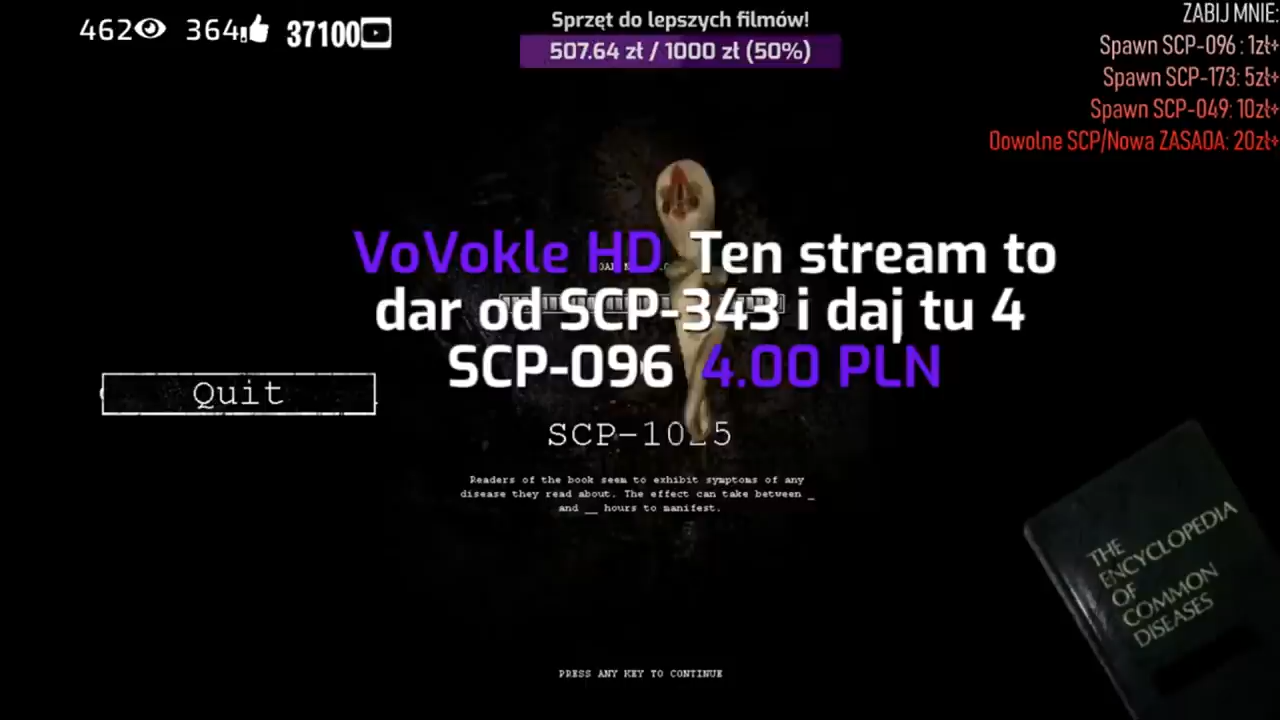 462 364 37100
Sprzęt do lepszych filmów!
507.64 zł / 1000 zł (50%)
ZABIJ MNIE:
Spawn SCP-096 : 1zł+
Spawn SCP-173: 5zł+
Spawn SCP-049: 10zł+
Dowolne SCP/Nowa ZASADA: 20zł+
VoVokle HD Ten stream to
dar od SCP-343 i daj tu 4
SCP-096 4.00 PLN
Quit
SCP-1025
Readers of the book seem to exhibit symptoms of any
disease they read about. The effect can take between _
and __ hours to manifest.
THE
ENCYCLOPEDIA
OF
COMMON
DISEASES
PRESS ANY KEY TO CONTINUE